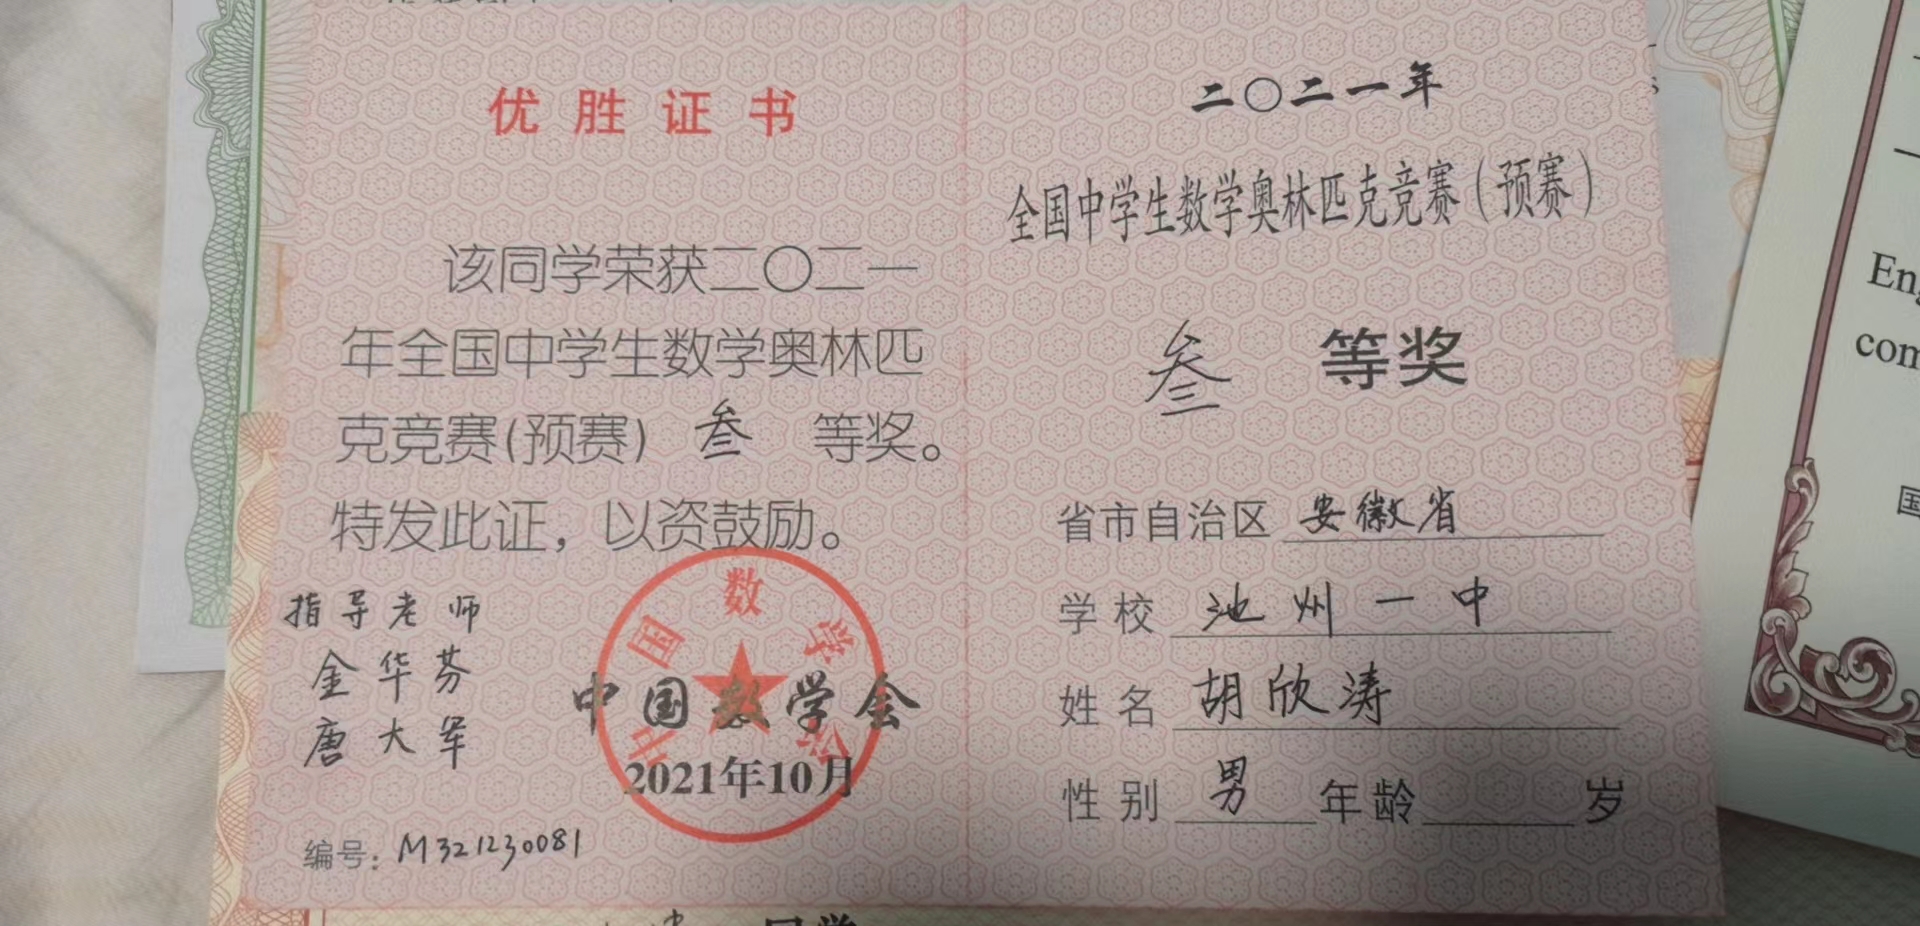 优胜证书
该同学荣获二〇二一
年全国中学生数学奥林匹
克竞赛(预赛) 叁 等奖。
特发此证，以资鼓励。
指导老师
金华芬
唐大军
中国数学会
中国数学会
2021年10月
编号：M321230081
二〇二一年
全国中学生数学奥林匹克竞赛（预赛）
叁 等奖
省市自治区 安徽省
学校 池州一中
姓名 胡欣涛
性别 男 年龄 岁
Eng
com
国